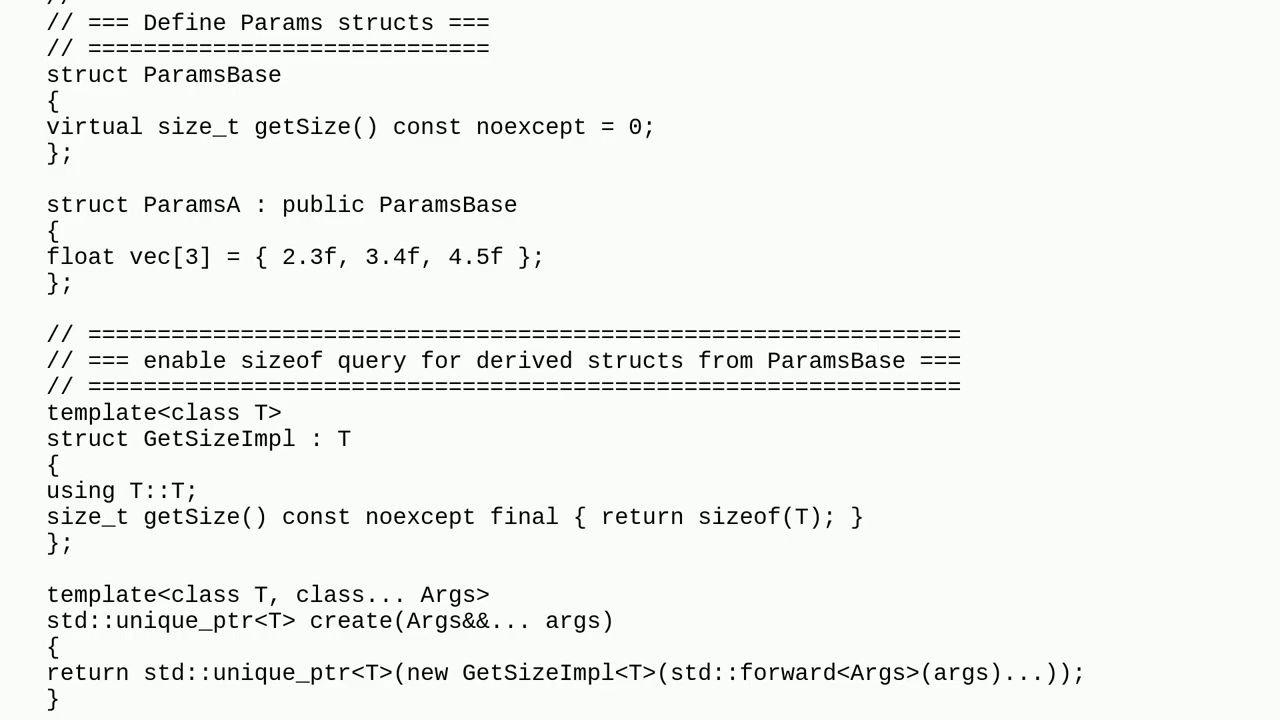 //
// === Define Params structs ===
// =============================
struct ParamsBase
{
virtual size_t getSize() const noexcept = 0;
};

struct ParamsA : public ParamsBase
{
float vec[3] = { 2.3f, 3.4f, 4.5f };
};

// ===============================================================
// === enable sizeof query for derived structs from ParamsBase ===
// ===============================================================
template<class T>
struct GetSizeImpl : T
{
using T::T;
size_t getSize() const noexcept final { return sizeof(T); }
};

template<class T, class... Args>
std::unique_ptr<T> create(Args&&... args)
{
return std::unique_ptr<T>(new GetSizeImpl<T>(std::forward<Args>(args)...));
}